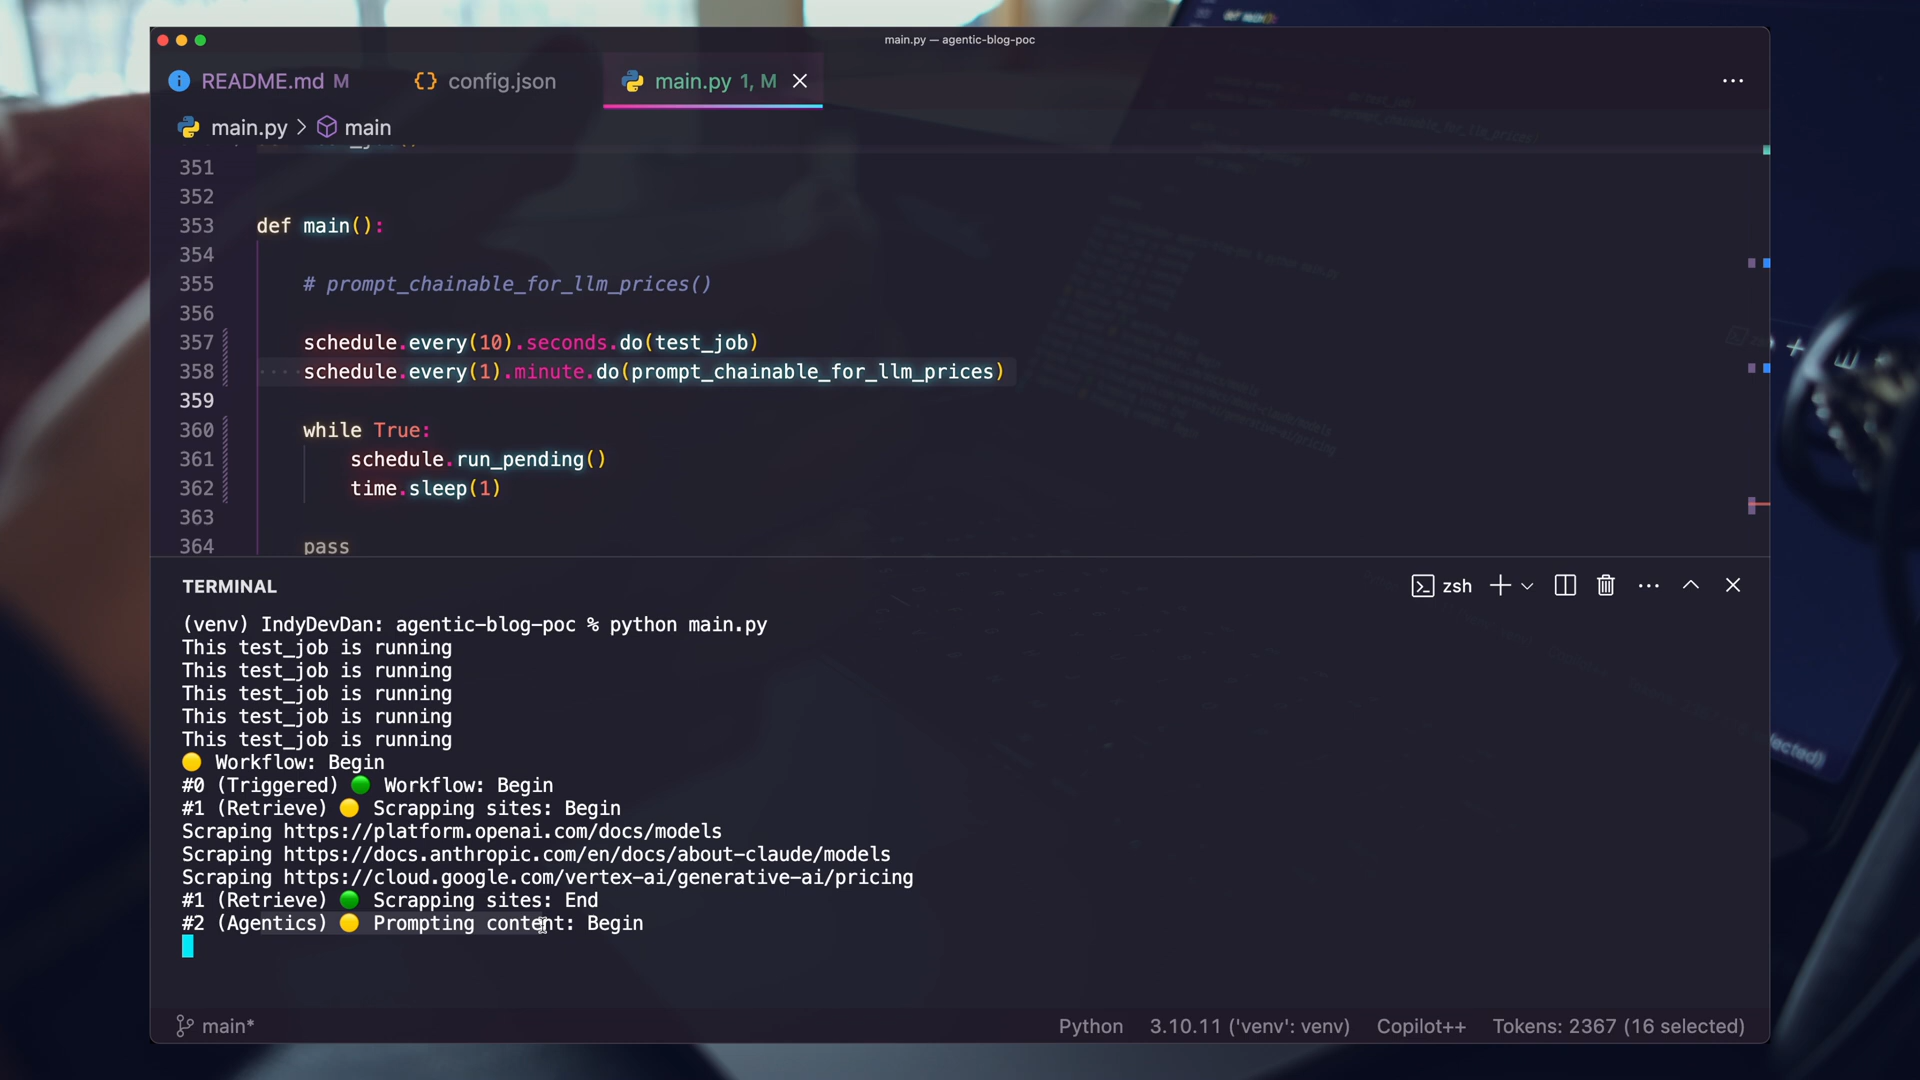 main.py — agentic-blog-poc
README.md M
config.json
main.py 1, M
main.py > main
351
352
353 def main():
354
355 # prompt_chainable_for_llm_prices()
356
357 schedule.every(10).seconds.do(test_job)
358 schedule.every(1).minute.do(prompt_chainable_for_llm_prices)
359
360 while True:
361 schedule.run_pending()
362 time.sleep(1)
363
364 pass
TERMINAL
zsh
(venv) IndyDevDan: agentic-blog-poc % python main.py
This test_job is running
This test_job is running
This test_job is running
This test_job is running
This test_job is running
🟡 Workflow: Begin
#0 (Triggered) 🟢 Workflow: Begin
#1 (Retrieve) 🟡 Scrapping sites: Begin
Scraping https://platform.openai.com/docs/models
Scraping https://docs.anthropic.com/en/docs/about-claude/models
Scraping https://cloud.google.com/vertex-ai/generative-ai/pricing
#1 (Retrieve) 🟢 Scrapping sites: End
#2 (Agentics) 🟡 Prompting content: Begin
main*
Python
3.10.11 ('venv': venv)
Copilot++
Tokens: 2367 (16 selected)